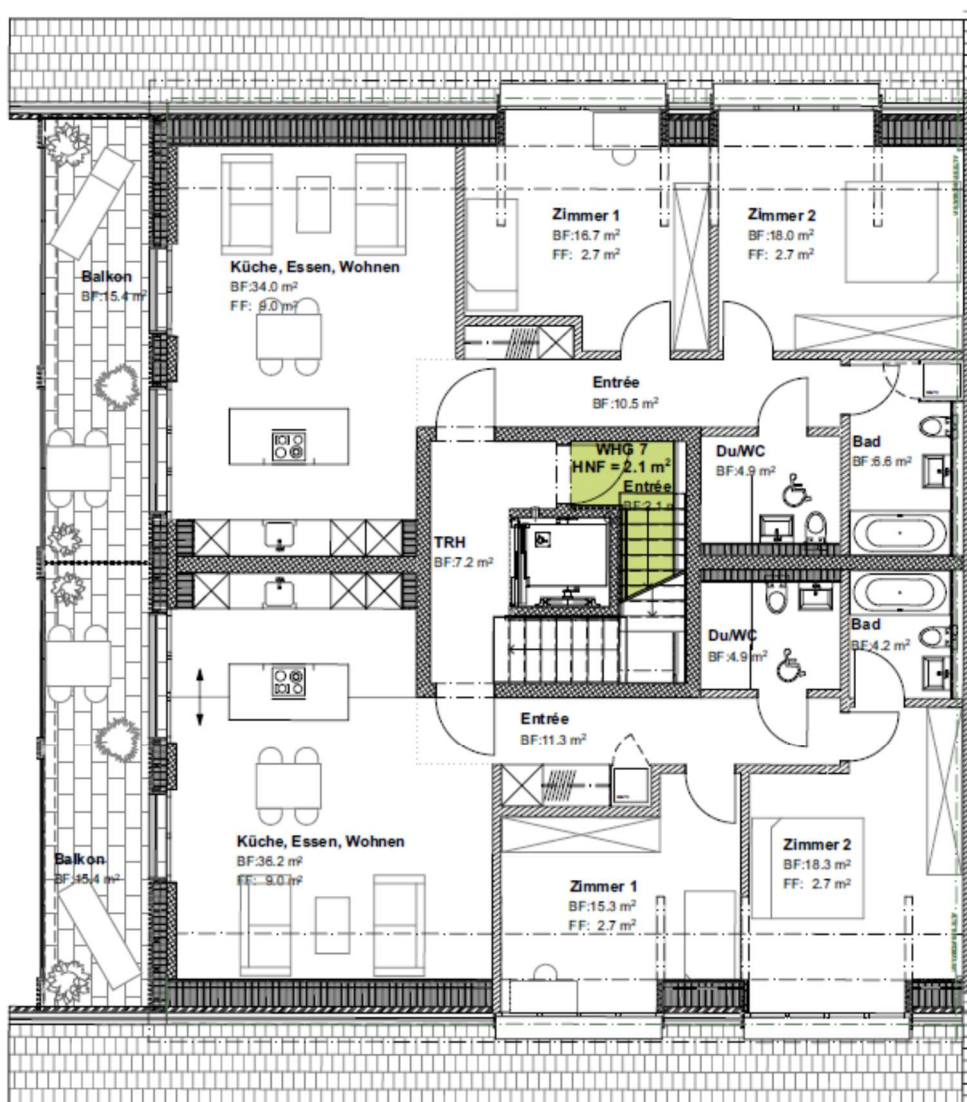 Zimmer 1
BF:16.7 m²
FF: 2.7 m²
Zimmer 2
BF:18.0 m²
FF: 2.7 m²
Küche, Essen, Wohnen
BF:34.0 m²
FF: 9.0 m²
Balkon
BF:15.4 m²
Entrée
BF:10.5 m²
WHG 7
HNF = 2.1 m²
Entrée
BF:2.1 m
Du/WC
BF:4.9 m²
Bad
BF:6.6 m²
TRH
BF:7.2 m²
Du/WC
BF:4.9 m²
Bad
BF:4.2 m²
Entrée
BF:11.3 m²
Küche, Essen, Wohnen
BF:36.2 m²
FF: 9.0 m²
Balkon
BF:15.4 m²
Zimmer 1
BF:15.3 m²
FF: 2.7 m²
Zimmer 2
BF:18.3 m²
FF: 2.7 m²